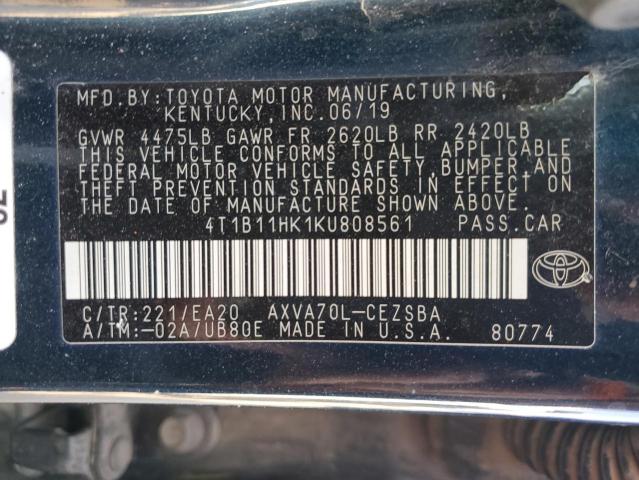 MFD. BY: TOYOTA MOTOR MANUFACTURING,
KENTUCKY, INC. 06/19
GVWR 4475LB GAWR FR 2620LB RR 2420LB
THIS VEHICLE CONFORMS TO ALL APPLICABLE
FEDERAL MOTOR VEHICLE SAFETY, BUMPER, AND
THEFT PREVENTION STANDARDS IN EFFECT ON
THE DATE OF MANUFACTURE SHOWN ABOVE.
4T1B11HK1KU808561 PASS. CAR
C/TR: 221/EA20 AXVA70L-CEZSBA
A/TM: -02A/UB80E MADE IN U.S.A. 80774